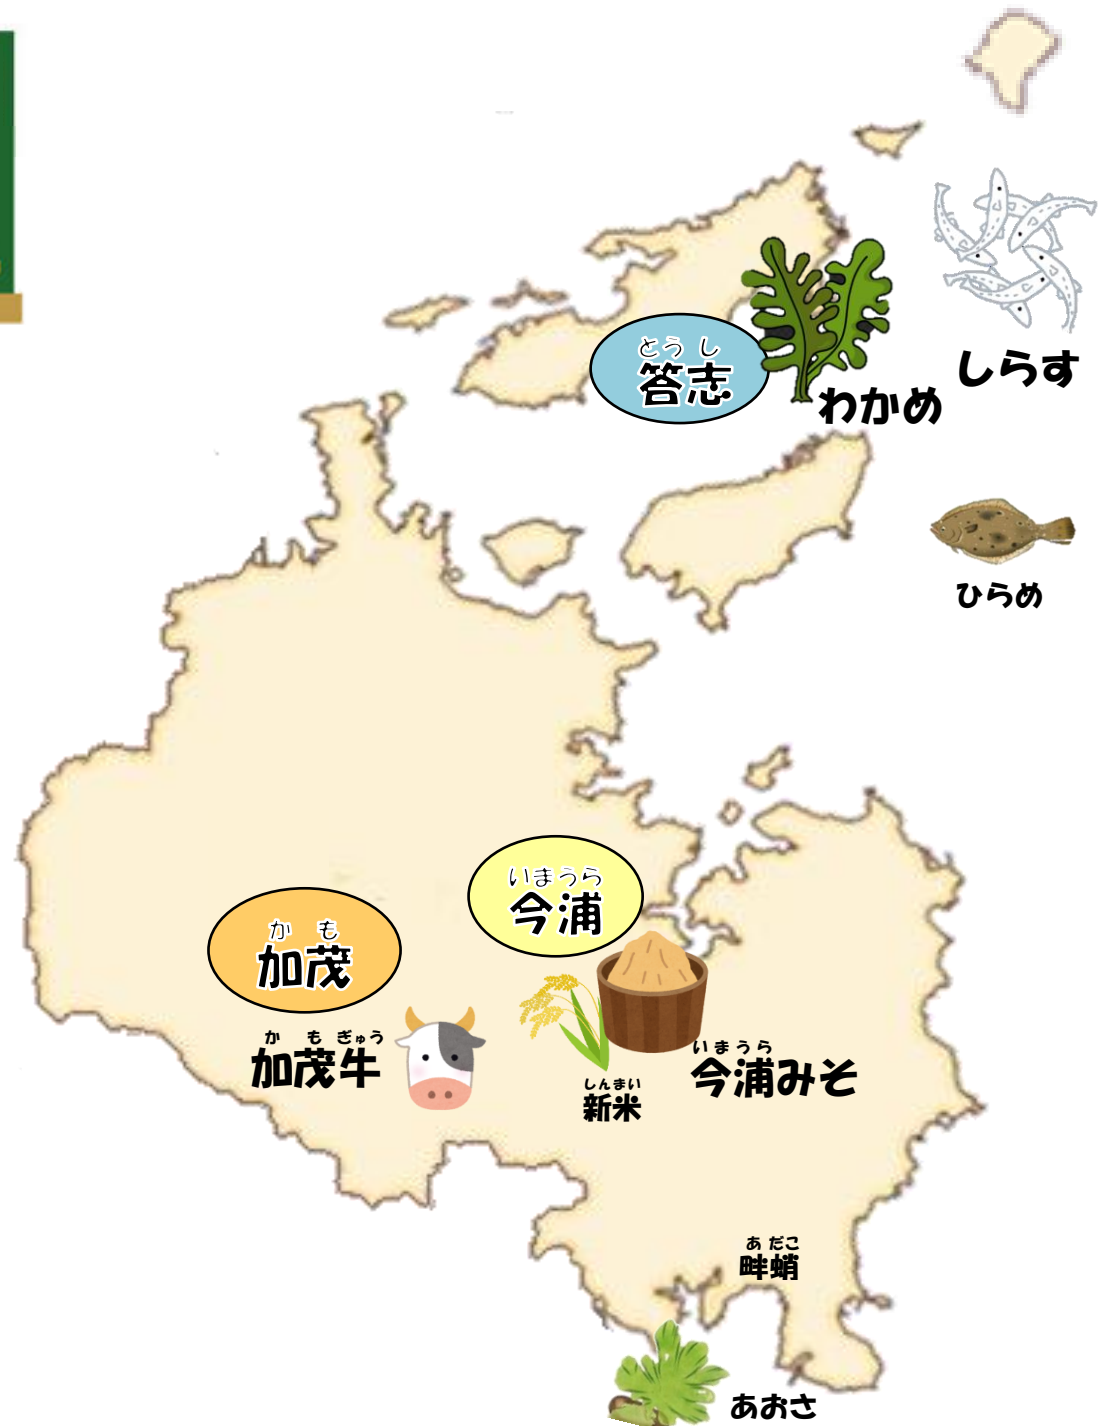 しらす
とうし
答志
わかめ
ひらめ
いまうら
今浦
かも
加茂
かもぎゅう
加茂牛
いまうら
今浦みそ
しんまい
新米
あだこ
畔蛸
あおさ